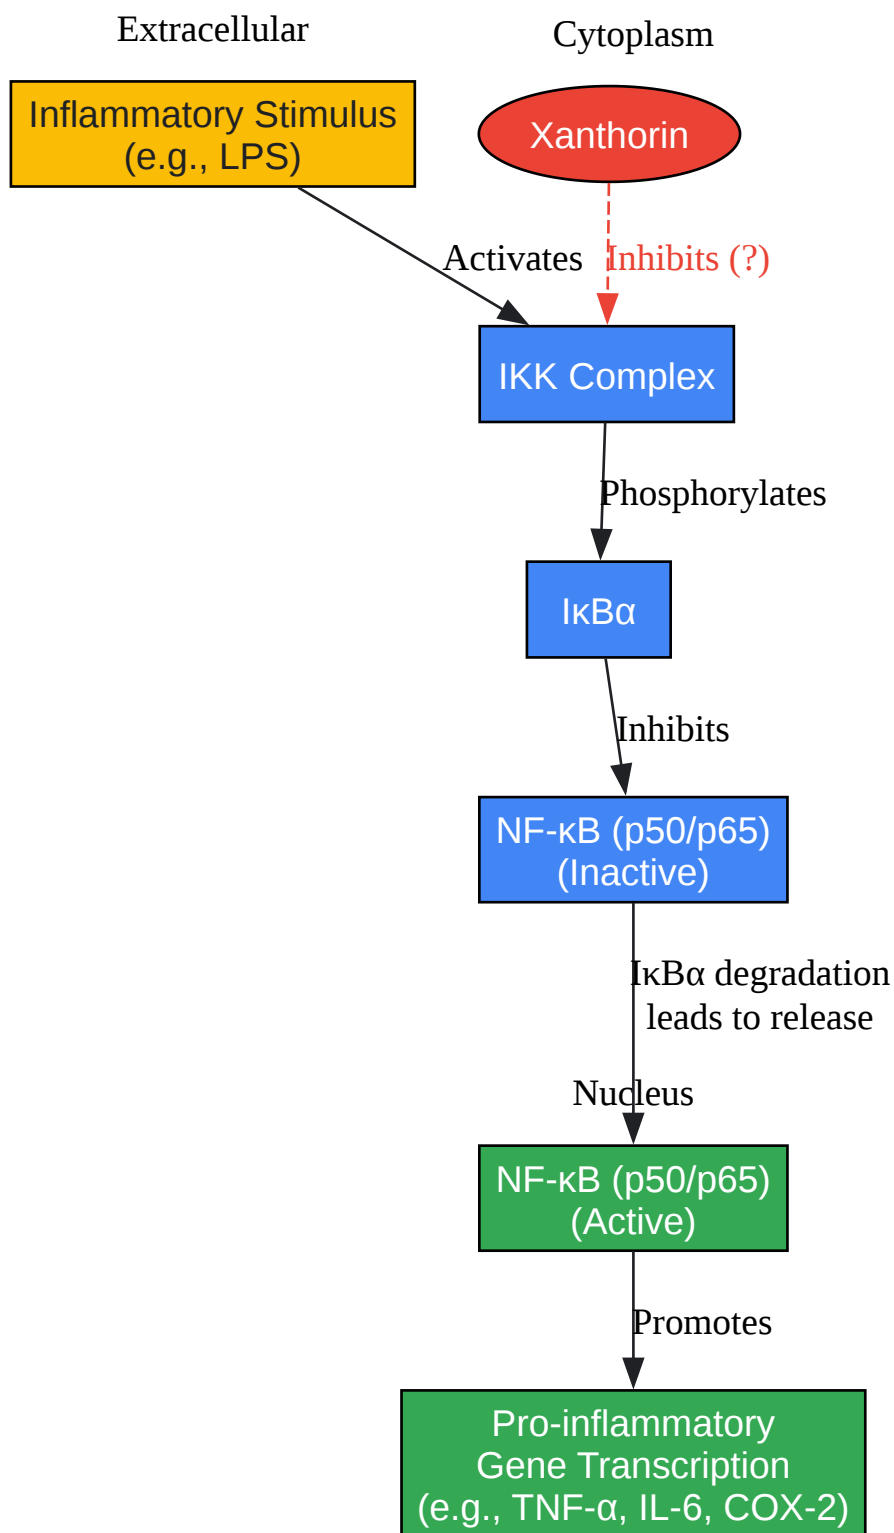 Extracellular
Cytoplasm
Inflammatory Stimulus
(e.g., LPS)
Xanthorin
Activates
Inhibits (?)
IKK Complex
Phosphorylates
IκBα
Inhibits
NF-κB (p50/p65)
(Inactive)
IκBα degradation
leads to release
Nucleus
NF-κB (p50/p65)
(Active)
Promotes
Pro-inflammatory
Gene Transcription
(e.g., TNF-α, IL-6, COX-2)